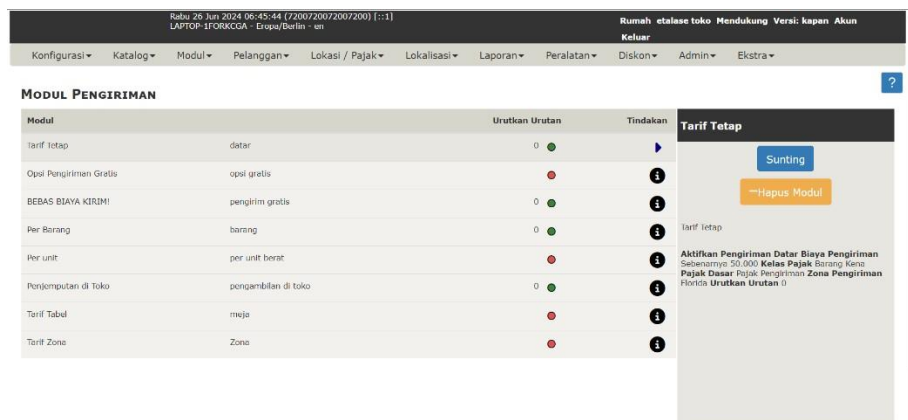 Rabu 26 Jun 2024 06:45:44 (7200720072007200) [::1]
LAPTOP-1FORKCGA - Eropa/Berlin - en
Rumah etalase toko Mendukung Versi: kapan Akun
Keluar
Konfigurasi Katalog Modul Pelanggan Lokasi / Pajak Lokalisasi Laporan Peralatan Diskon Admin Ekstra
?
MODUL PENGIRIMAN
Modul Urutkan Urutan Tindakan
Tarif Tetap datar 0
Opsi Pengiriman Gratis opsi gratis
BEBAS BIAYA KIRIM! pengirim gratis 0
Per Barang barang 0
Per unit per unit berat
Penjemputan di Toko pengambilan di toko 0
Tarif Tabel meja
Tarif Zona Zona
Tarif Tetap
Sunting
Hapus Modul
Tarif Tetap
Aktifkan Pengiriman Datar Biaya Pengiriman
Sebenarnya 50.000 Kelas Pajak Barang Kena
Pajak Dasar Pajak Pengiriman Zona Pengiriman
Florida Urutkan Urutan 0